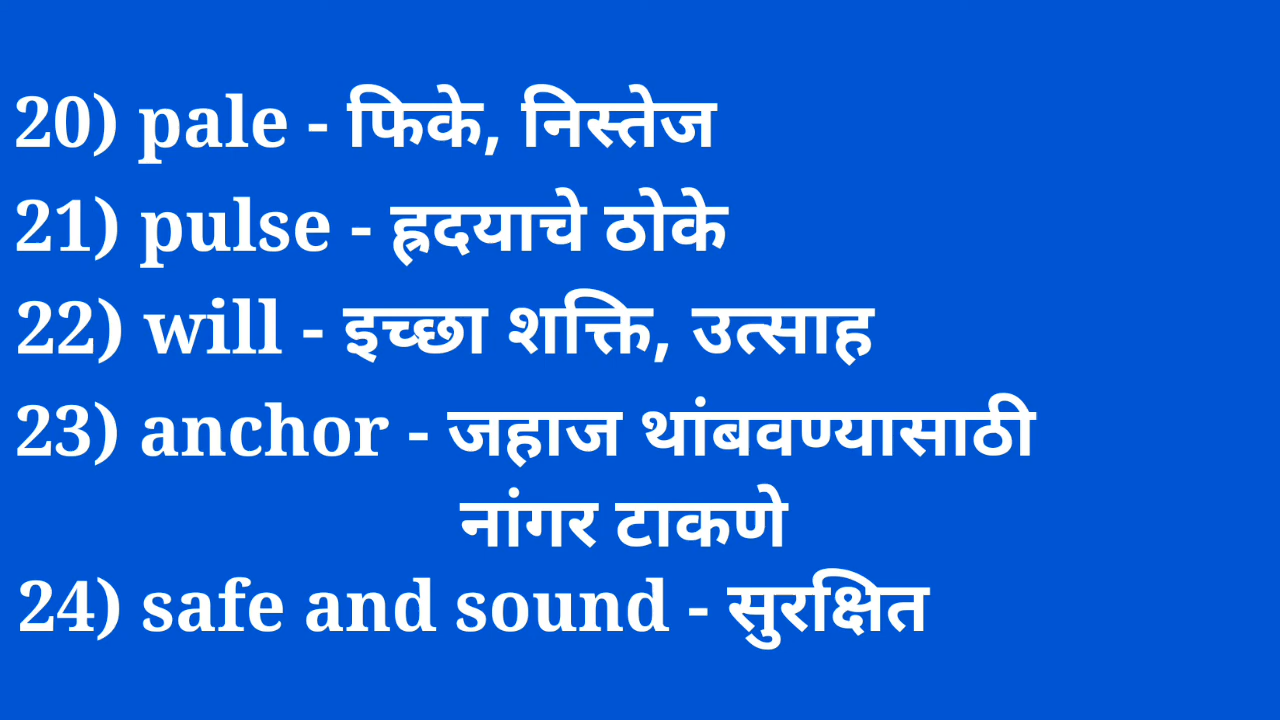 20) pale - फिके, निस्तेज
21) pulse - ह्रदयाचे ठोके
22) will - इच्छा शक्ति, उत्साह
23) anchor - जहाज थांबवण्यासाठी
नांगर टाकणे
24) safe and sound - सुरक्षित